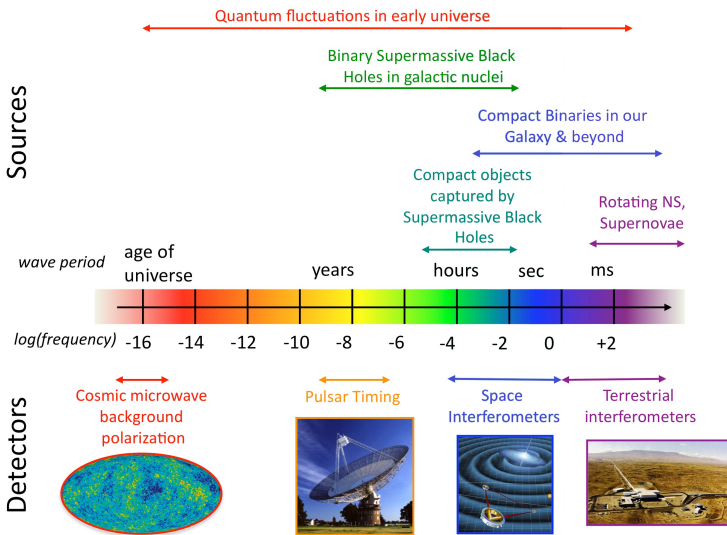 Quantum fluctuations in early universe
Sources
Binary Supermassive Black
Holes in galactic nuclei
Compact Binaries in our
Galaxy & beyond
Compact objects
captured by
Supermassive Black
Holes
Rotating NS,
Supernovae
wave period
age of
universe
years
hours
sec
ms
log(frequency)
-16 -14 -12 -10 -8 -6 -4 -2 0 +2
Detectors
Cosmic microwave
background
polarization
Pulsar Timing
Space
Interferometers
Terrestrial
interferometers